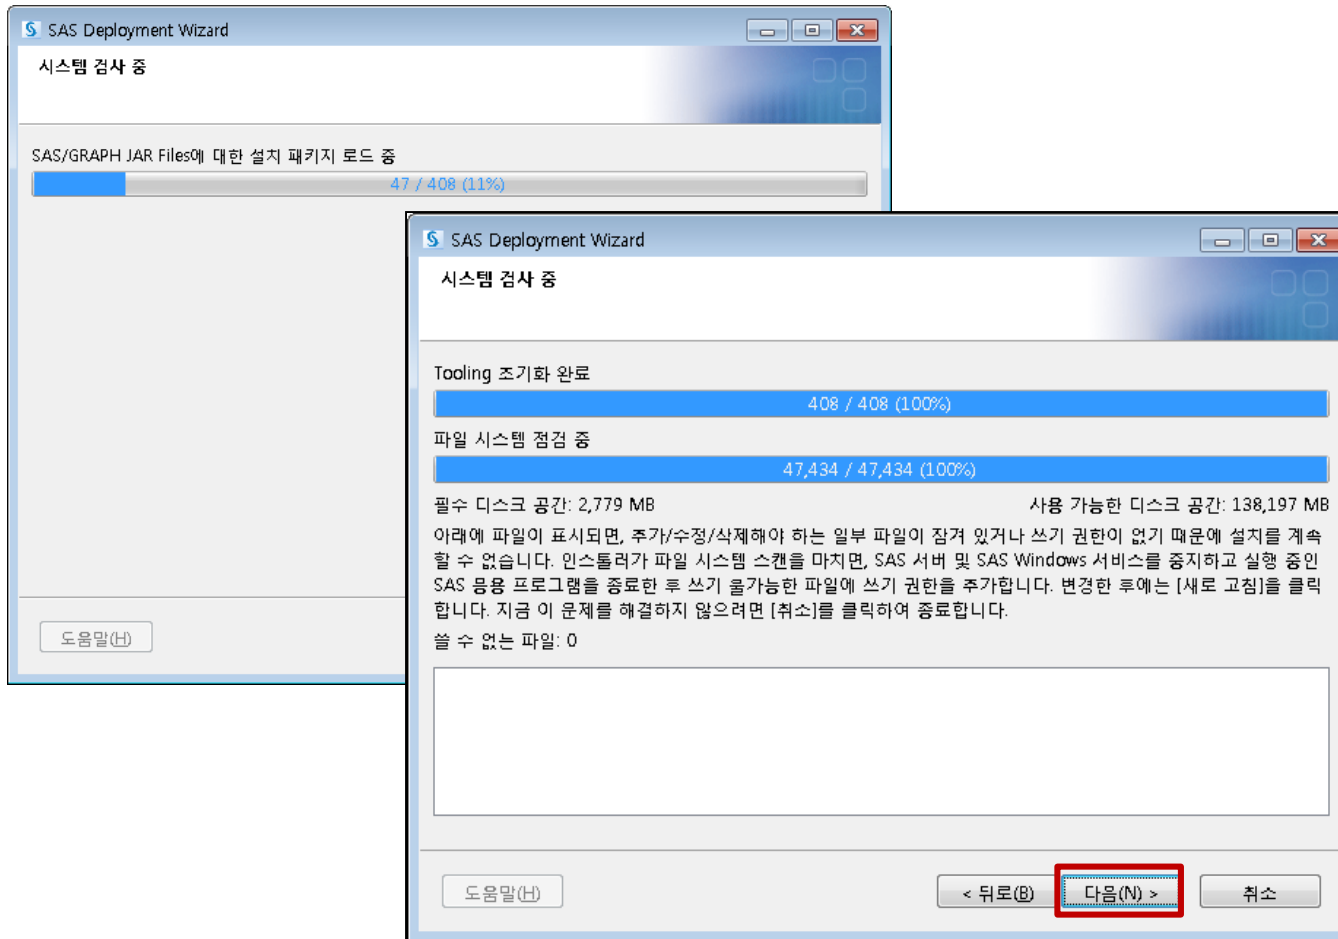 SAS Deployment Wizard
시스템 검사 중
SAS/GRAPH JAR Files에 대한 설치 패키지 로드 중
47 / 408 (11%)
도움말(H)
SAS Deployment Wizard
시스템 검사 중
Tooling 초기화 완료
408 / 408 (100%)
파일 시스템 점검 중
47,434 / 47,434 (100%)
필수 디스크 공간: 2,779 MB
사용 가능한 디스크 공간: 138,197 MB
아래에 파일이 표시되면, 추가/수정/삭제해야 하는 일부 파일이 잠겨 있거나 쓰기 권한이 없기 때문에 설치를 계속
할 수 없습니다. 인스톨러가 파일 시스템 스캔을 마치면, SAS 서버 및 SAS Windows 서비스를 중지하고 실행 중인
SAS 응용 프로그램을 종료한 후 쓰기 불가능한 파일에 쓰기 권한을 추가합니다. 변경한 후에는 [새로 고침]을 클릭
합니다. 지금 이 문제를 해결하지 않으려면 [취소]를 클릭하여 종료합니다.
쓸 수 없는 파일: 0
도움말(H)
< 뒤로(B)
다음(N) >
취소